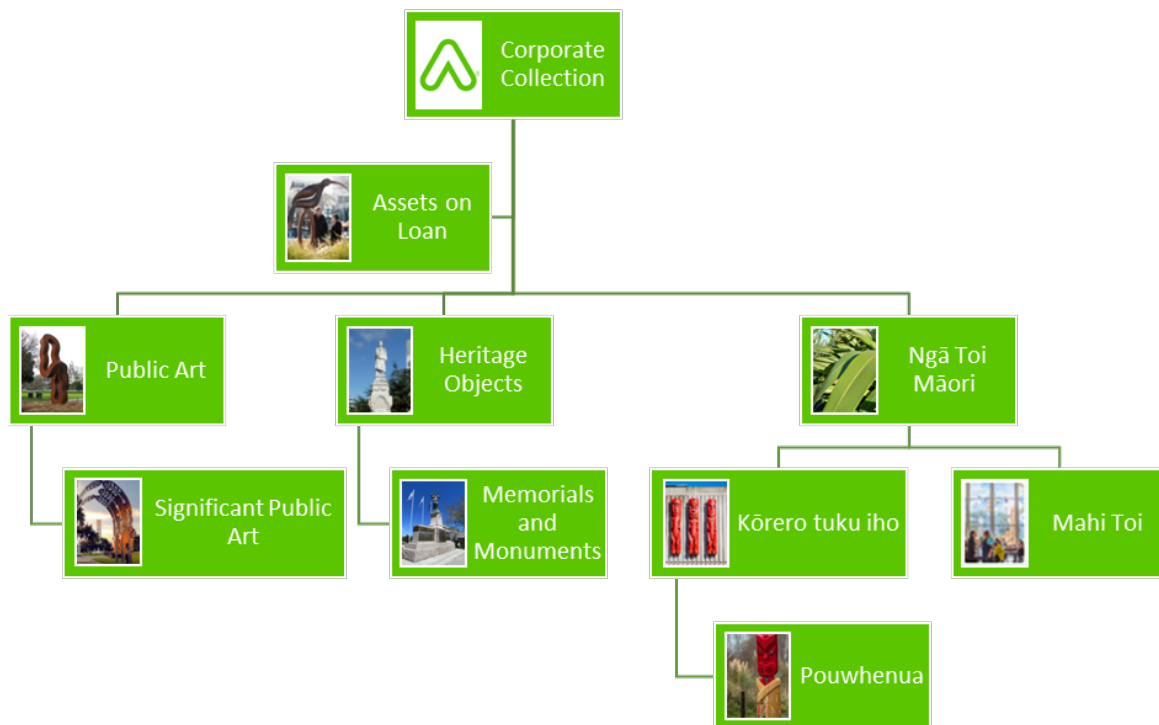 Corporate
Collection
Assets on
Loan
Public Art
Heritage
Objects
Ngā Toi
Māori
Significant Public
Art
Memorials
and
Monuments
Kōrero tuku iho
Mahi Toi
Pouwhenua